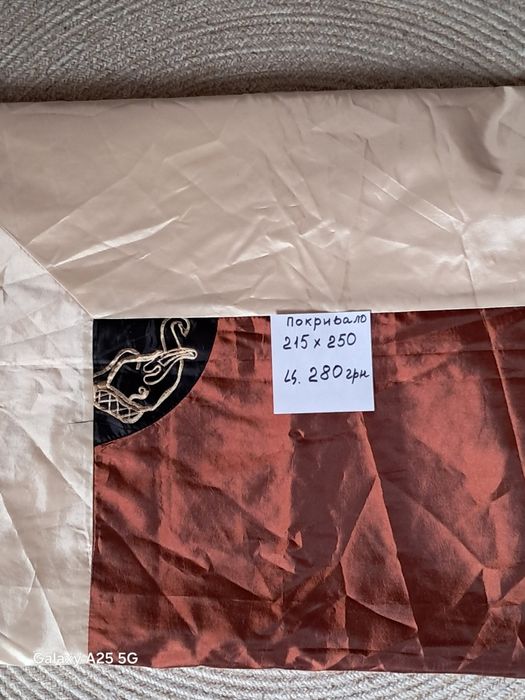 Покривало
215 х 250
ц. 280 грн
Galaxy A25 5G